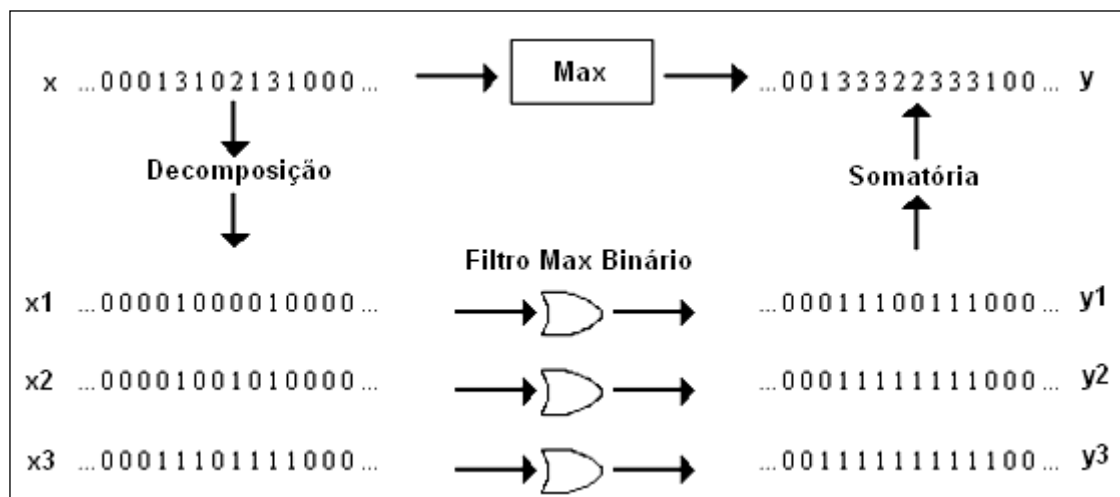 x ...00013102131000... Max ...00133322333100... y
Decomposição Somatória
Filtro Max Binário
x1 ...00001000010000... ...00011100111000... y1
x2 ...00001001010000... ...00011111111000... y2
x3 ...00011101111000... ...00111111111100... y3